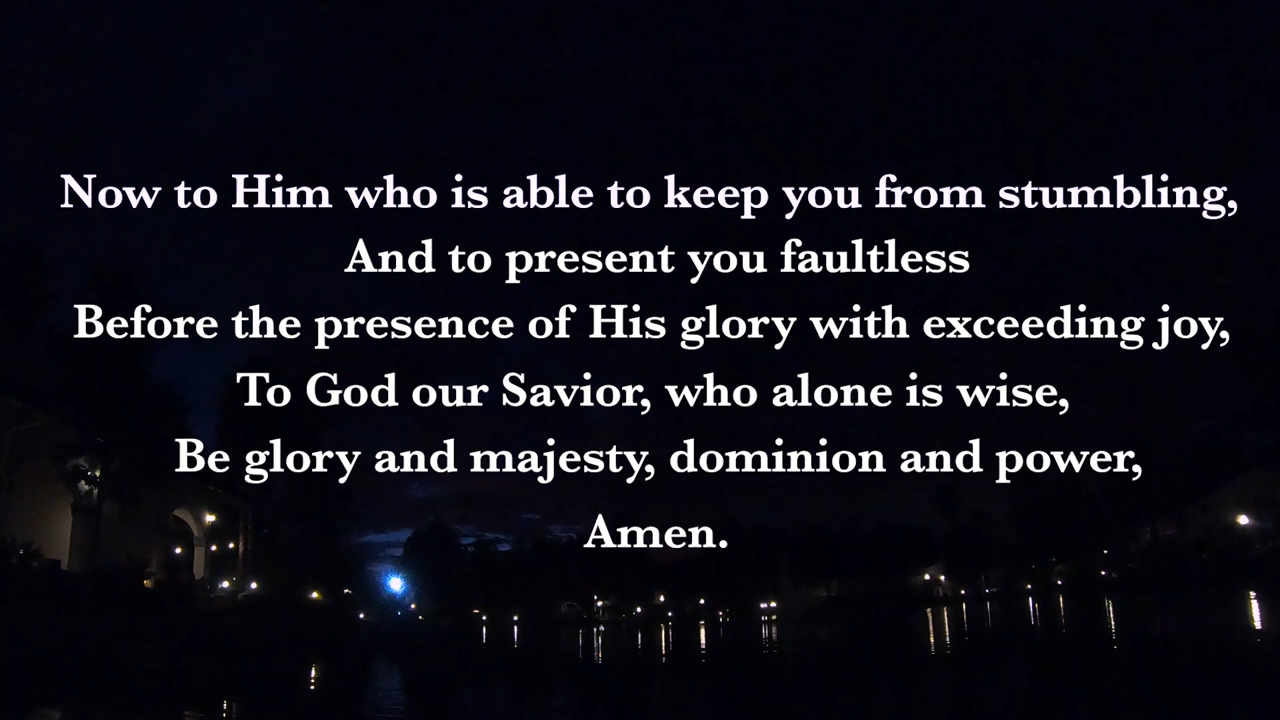 Now to Him who is able to keep you from stumbling,
And to present you faultless
Before the presence of His glory with exceeding joy,
To God our Savior, who alone is wise,
Be glory and majesty, dominion and power,
Amen.